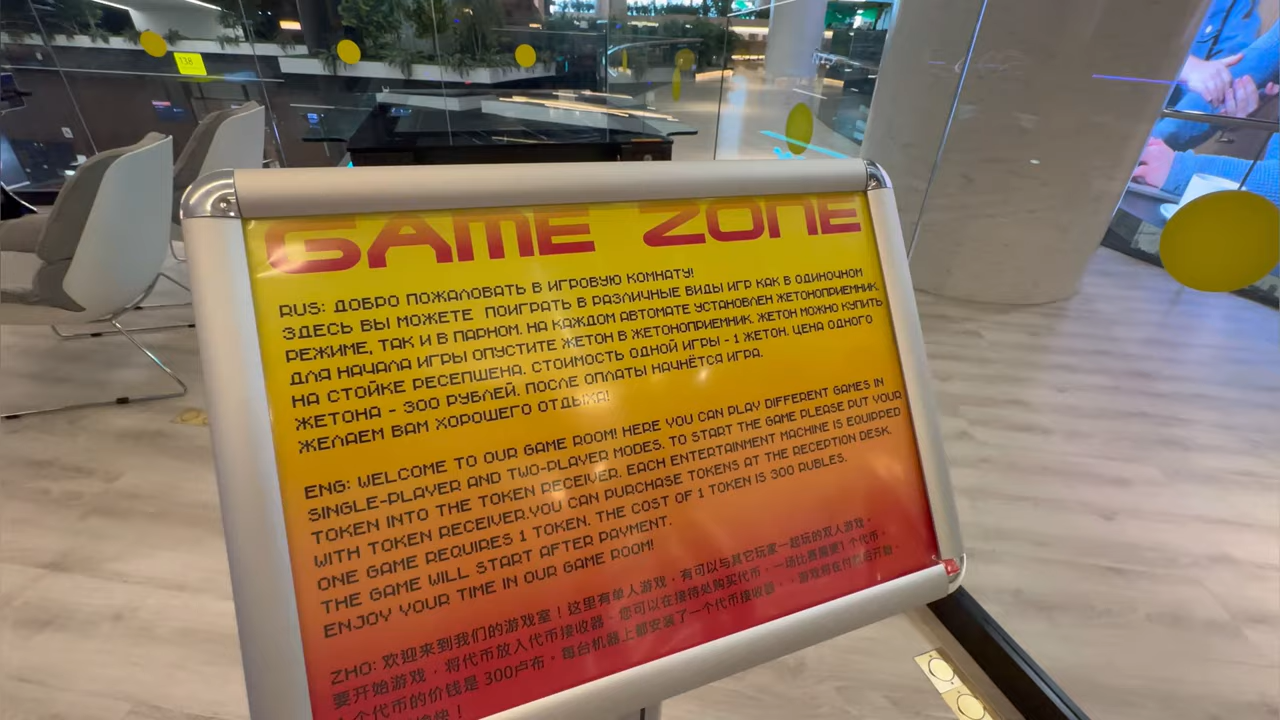 GAME ZONE
RUS: ДОБРО ПОЖАЛОВАТЬ В ИГРОВУЮ КОМНАТУ!
ЗДЕСЬ ВЫ МОЖЕТЕ ПОИГРАТЬ В РАЗЛИЧНЫЕ ВИДЫ ИГР КАК В ОДИНОЧНОМ
РЕЖИМЕ, ТАК И В ПАРНОМ. НА КАЖДОМ АВТОМАТЕ УСТАНОВЛЕН ЖЕТОНОПРИЕМНИК.
ДЛЯ НАЧАЛА ИГРЫ ОПУСТИТЕ ЖЕТОН В ЖЕТОНОПРИЕМНИК. ЖЕТОН МОЖНО КУПИТЬ
НА СТОЙКЕ РЕСЕПШЕНА. СТОИМОСТЬ ОДНОЙ ИГРЫ - 1 ЖЕТОН. ЦЕНА ОДНОГО
ЖЕТОНА - 300 РУБЛЕЙ. ПОСЛЕ ОПЛАТЫ НАЧНЁТСЯ ИГРА.
ЖЕЛАЕМ ВАМ ХОРОШЕГО ОТДЫХА!
ENG: WELCOME TO OUR GAME ROOM! HERE YOU CAN PLAY DIFFERENT GAMES IN
SINGLE-PLAYER AND TWO-PLAYER MODES. TO START THE GAME PLEASE PUT YOUR
TOKEN INTO THE TOKEN RECEIVER. EACH ENTERTAINMENT MACHINE IS EQUIPPED
WITH TOKEN RECEIVER.YOU CAN PURCHASE TOKENS AT THE RECEPTION DESK.
ONE GAME REQUIRES 1 TOKEN. THE COST OF 1 TOKEN IS 300 RUBLES.
THE GAME WILL START AFTER PAYMENT.
ENJOY YOUR TIME IN OUR GAME ROOM!
ZHO: 欢迎来到我们的游戏室！这里有单人游戏，有可以与其它玩家一起玩的双人游戏。
要开始游戏，将代币放入代币接收器。您可以在接待处购买代币。一场比赛需要1个代币。
个代币的价钱是300卢布。每台机器上都安装了一个代币接收器。游戏将在付款后开始。
愉快！
138